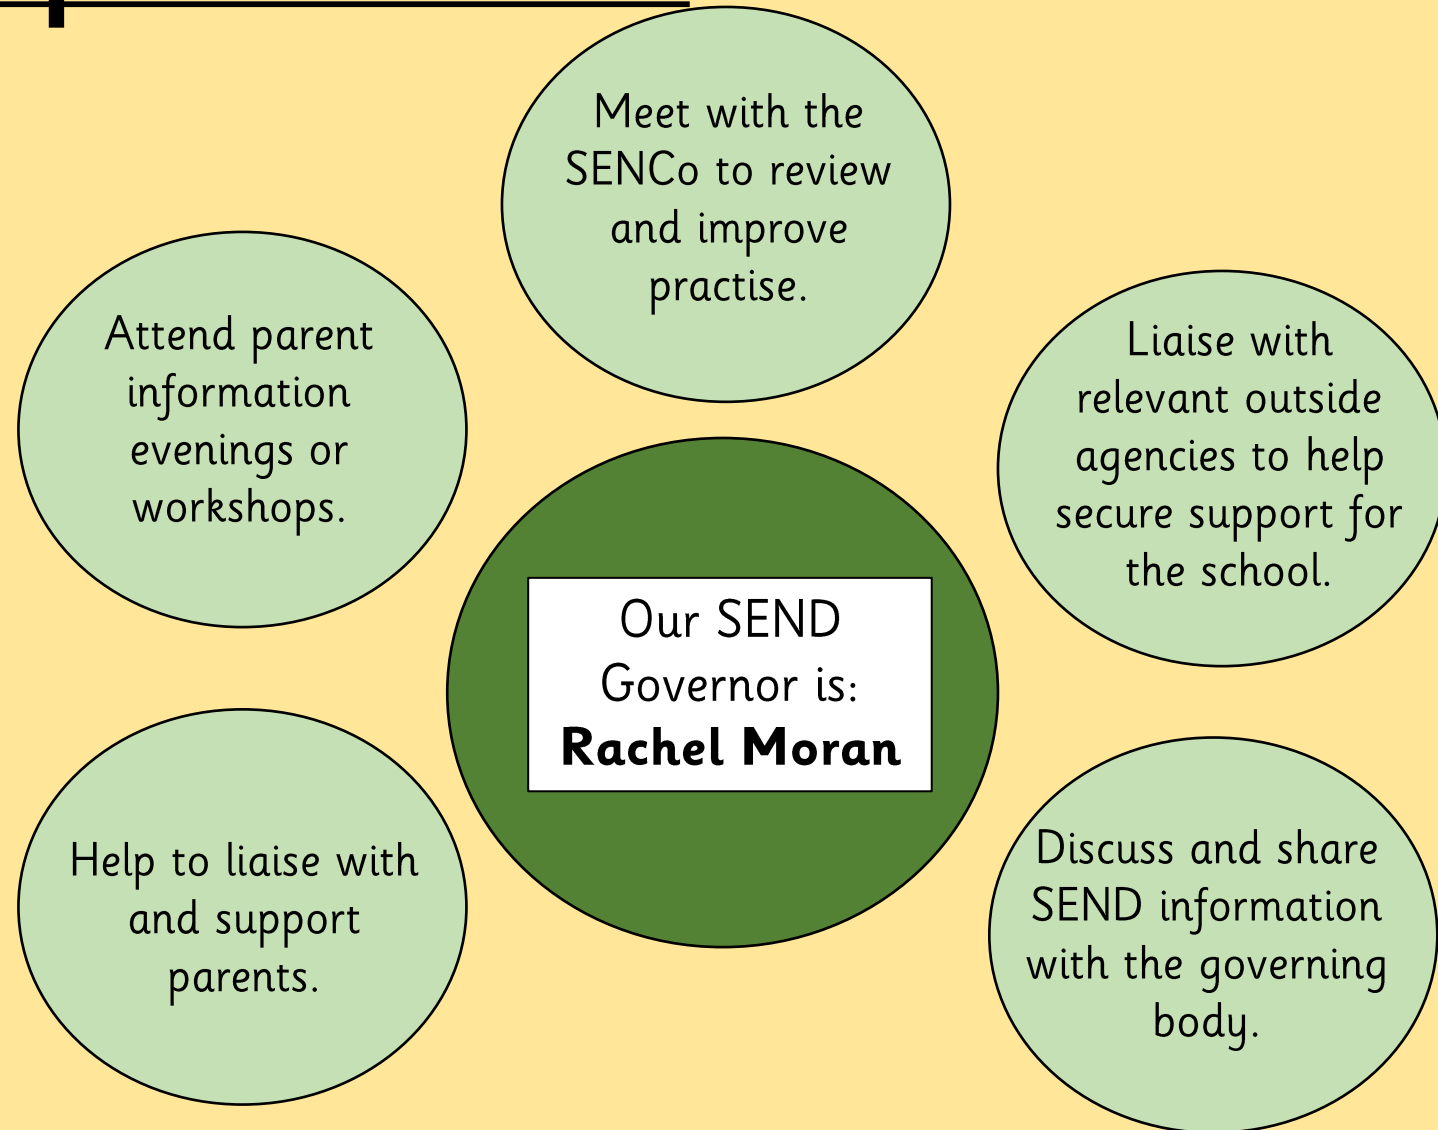 Meet with the
SENCo to review
and improve
practise.
Attend parent
information
evenings or
workshops.
Liaise with
relevant outside
agencies to help
secure support for
the school.
Our SEND
Governor is:
Rachel Moran
Help to liaise with
and support
parents.
Discuss and share
SEND information
with the governing
body.